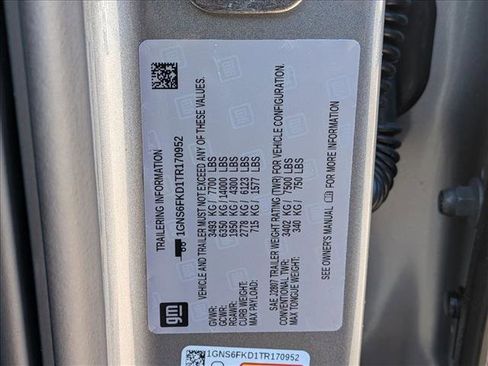 TRAILERING INFORMATION
1GNS6FKD1TR170952
VEHICLE AND TRAILER MUST NOT EXCEED ANY OF THESE VALUES.
GVWR: 3493 KG / 7700 LBS
GCWR: 6350 KG / 14000 LBS
RGAWR: 1950 KG / 4300 LBS
CURB WEIGHT: 2778 KG / 6123 LBS
MAX PAYLOAD: 715 KG / 1577 LBS
SAE J2807 TRAILER WEIGHT RATING (TWR) FOR VEHICLE CONFIGURATION.
CONVENTIONAL TWR: 3402 KG / 7500 LBS
MAX TONGUE WEIGHT: 340 KG / 750 LBS
SEE OWNER'S MANUAL FOR MORE INFORMATION
gm
1GNS6FKD1TR170952